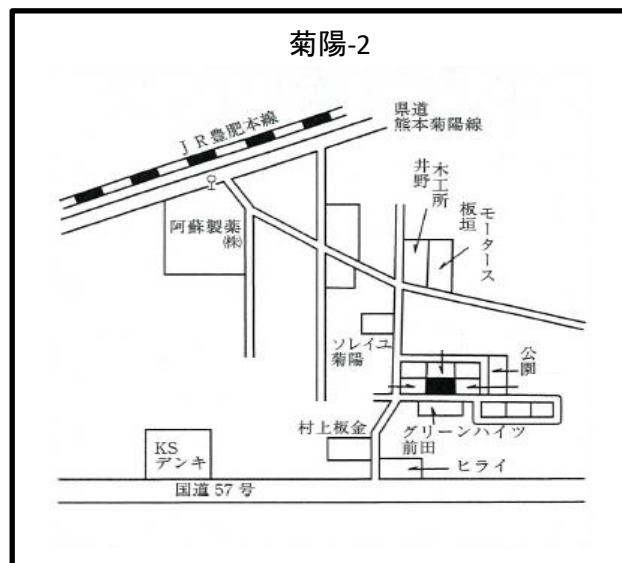 菊陽-2
JR豊肥本線
県道
熊本菊陽線
井野
木工所
板垣
モータース
阿蘇製薬
㈱
ソレイユ
菊陽
公園
村上板金
グリーンハイツ
前田
KS
デンキ
ヒライ
国道57号